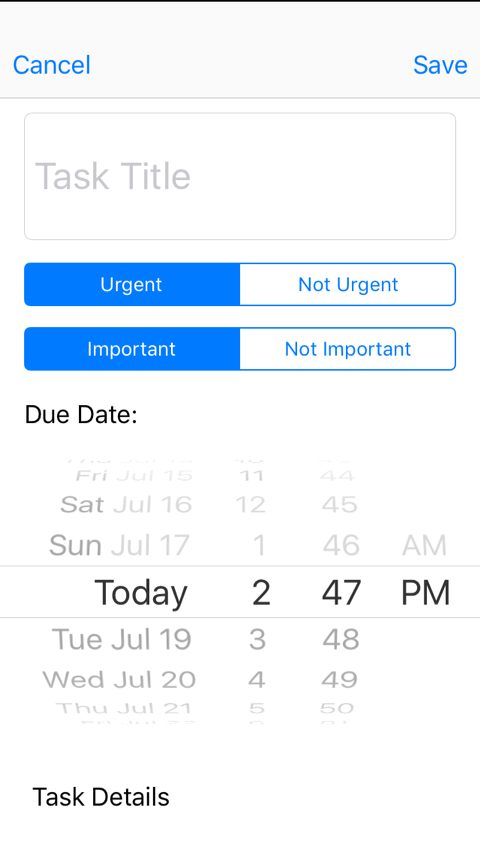 Cancel Save
Task Title
Urgent Not Urgent
Important Not Important
Due Date:
Fri Jul 15 11 44
Sat Jul 16 12 45
Sun Jul 17 1 46 AM
Today 2 47 PM
Tue Jul 19 3 48
Wed Jul 20 4 49
Thu Jul 21 5 50
Task Details